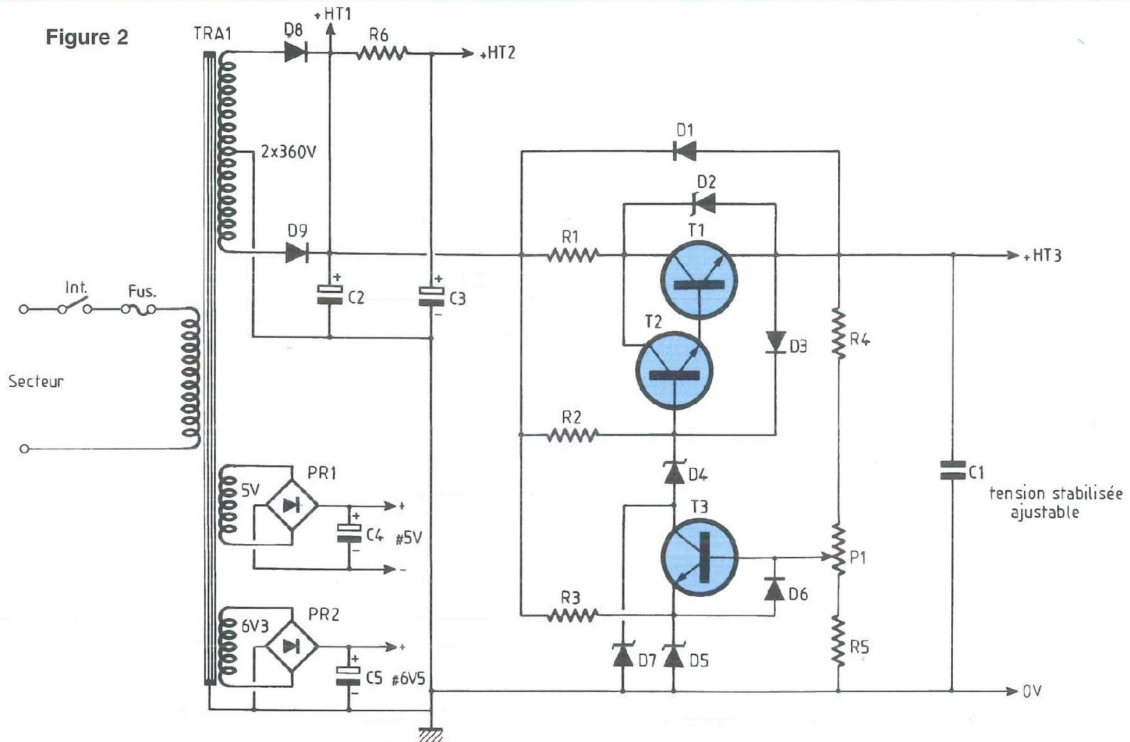 Figure 2
TRA1
D8
+HT1
R6
+HT2
2x360V
D9
C2
+
C3
+
-
Int.
Fus.
Secteur
D1
D2
T1
R1
+HT3
T2
D3
R4
R2
D4
C1
tension stabilisée
ajustable
T3
P1
D6
R3
R5
D7
D5
0V
5V
PR1
+
+
C4
#5V
-
-
6V3
PR2
+
+
C5
#6V5
-